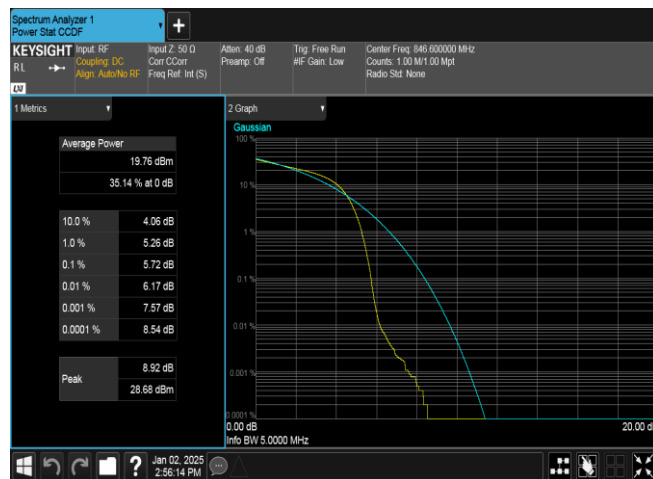 Spectrum Analyzer 1
Power Stat CCDF
+
KEYSIGHT
RL
LXI
Input: RF
Coupling: DC
Align: Auto/No RF
Input Z: 50 Ω
Corr CCorr
Freq Ref: Int (S)
Atten: 40 dB
Preamp: Off
Trig: Free Run
#IF Gain: Low
Center Freq: 846.600000 MHz
Counts: 1.00 M/1.00 Mpt
Radio Std: None
1 Metrics
Average Power
19.76 dBm
35.14 % at 0 dB
10.0 % 4.06 dB
1.0 % 5.26 dB
0.1 % 5.72 dB
0.01 % 6.17 dB
0.001 % 7.57 dB
0.0001 % 8.54 dB
Peak
8.92 dB
28.68 dBm
2 Graph
Gaussian
100 %
10 %
1 %
0.1 %
0.01 %
0.001 %
0.0001 %
0.00 dB
20.00 d
Info BW 5.0000 MHz
?
Jan 02, 2025
2:56:14 PM